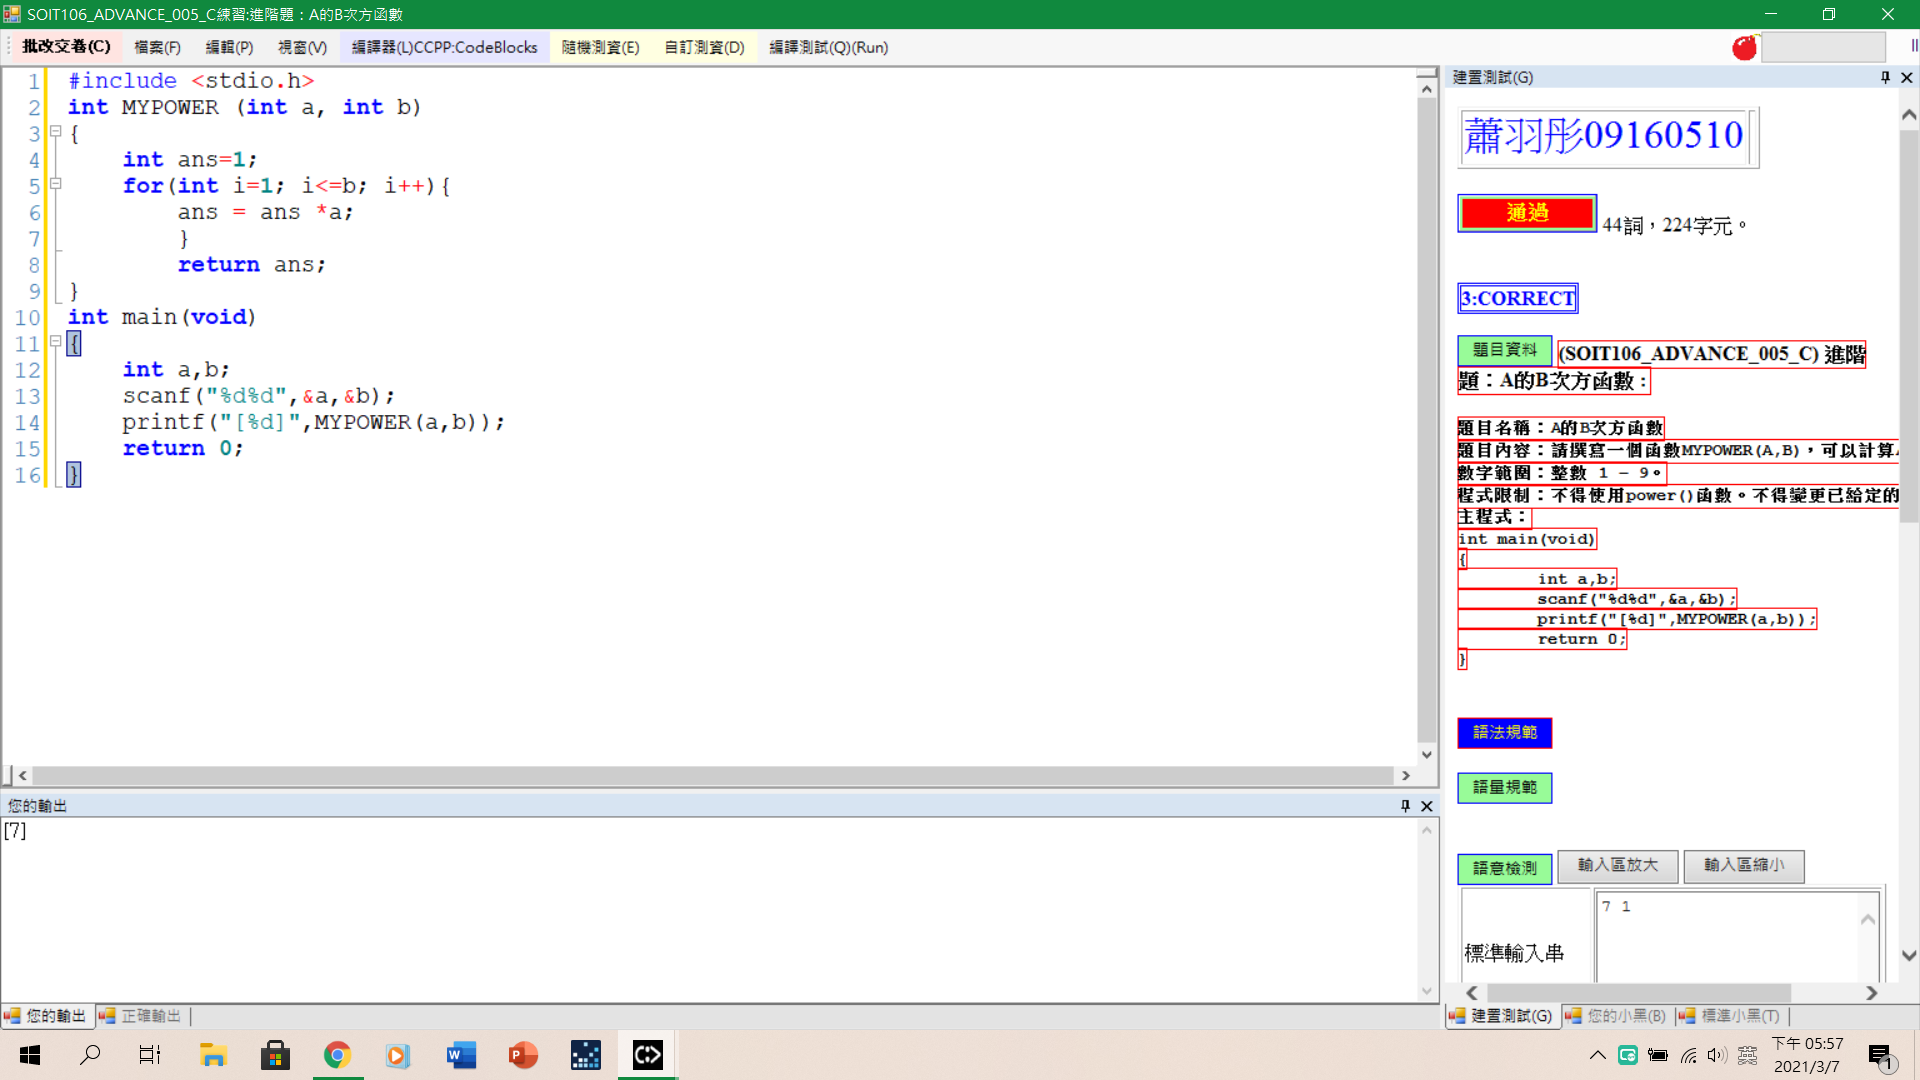 SOIT106_ADVANCE_005_C練習:進階題：A的B次方函數
批改交卷(C) 檔案(F) 編輯(P) 視窗(V) 編譯器(L)CCPP:CodeBlocks 隨機測資(E) 自訂測資(D) 編譯測試(Q)(Run)
1 #include <stdio.h>
2 int MYPOWER (int a, int b)
3 {
4 int ans=1;
5 for(int i=1; i<=b; i++){
6 ans = ans *a;
7 }
8 return ans;
9 }
10 int main(void)
11 {
12 int a,b;
13 scanf("%d%d",&a,&b);
14 printf("[%d]",MYPOWER(a,b));
15 return 0;
16 }
您的輸出
[7]
您的輸出 正確輸出
建置測試(G)
蕭羽彤09160510
通過 44詞，224字元。
3:CORRECT
題目資料 (SOIT106_ADVANCE_005_C) 進階
題：A的B次方函數：
題目名稱：A的B次方函數
題目內容：請撰寫一個函數MYPOWER(A,B)，可以計算
數字範圍：整數 1 - 9。
程式限制：不得使用power()函數。不得變更已給定的
主程式：
int main(void)
{
int a,b;
scanf("%d%d",&a,&b);
printf("[%d]",MYPOWER(a,b));
return 0;
}
語法規範
語量規範
語意檢測 輸入區放大 輸入區縮小
標準輸入串 7 1
建置測試(G) 您的小黑(B) 標準小黑(T)
英
下午 05:57
2021/3/7
1